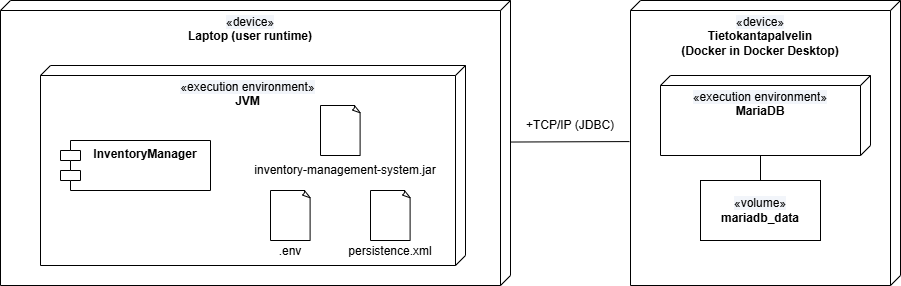 «device»
Laptop (user runtime)
«execution environment»
JVM
InventoryManager
inventory-management-system.jar
.env
persistence.xml
+TCP/IP (JDBC)
«device»
Tietokantapalvelin
(Docker in Docker Desktop)
«execution environment»
MariaDB
«volume»
mariadb_data